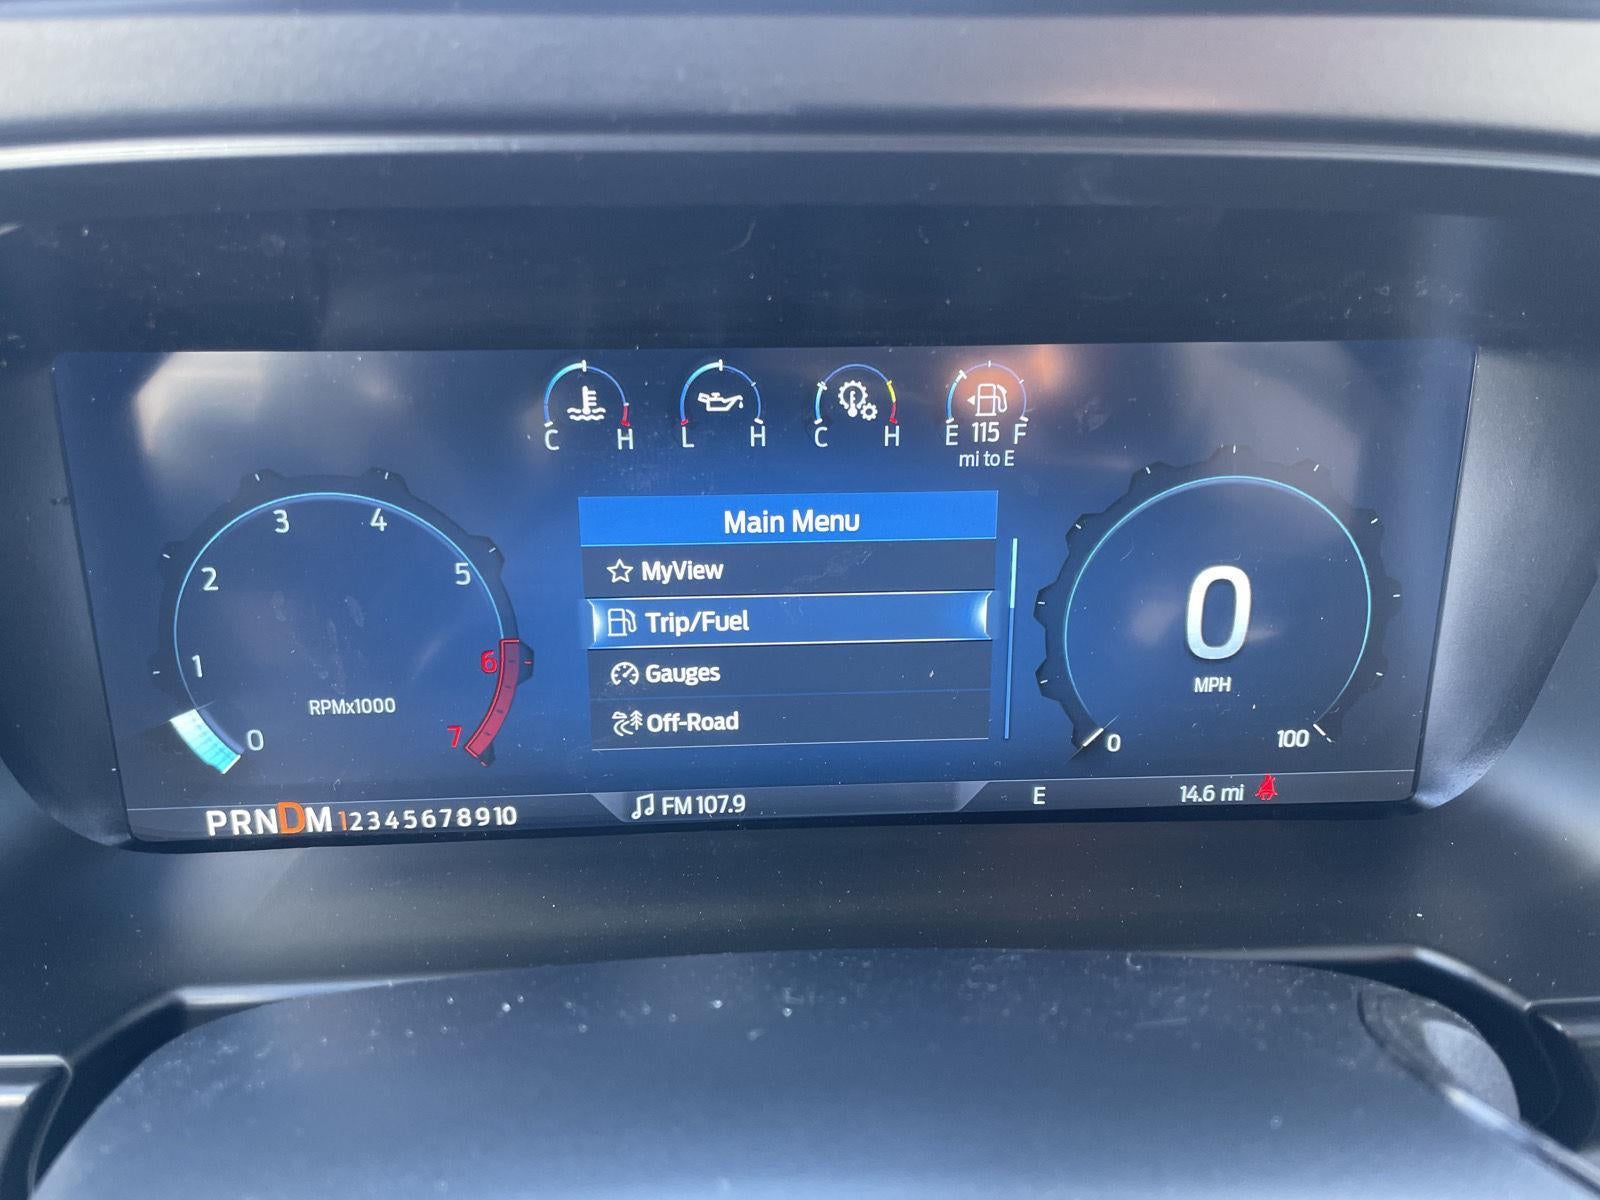 C H
L H
C H
E 115 F
mi to E
0 1 2 3 4 5 6 7
RPMx1000
Main Menu
MyView
Trip/Fuel
Gauges
Off-Road
0
MPH
0 100
PRNDM 12345678910
FM 107.9
E
14.6 mi